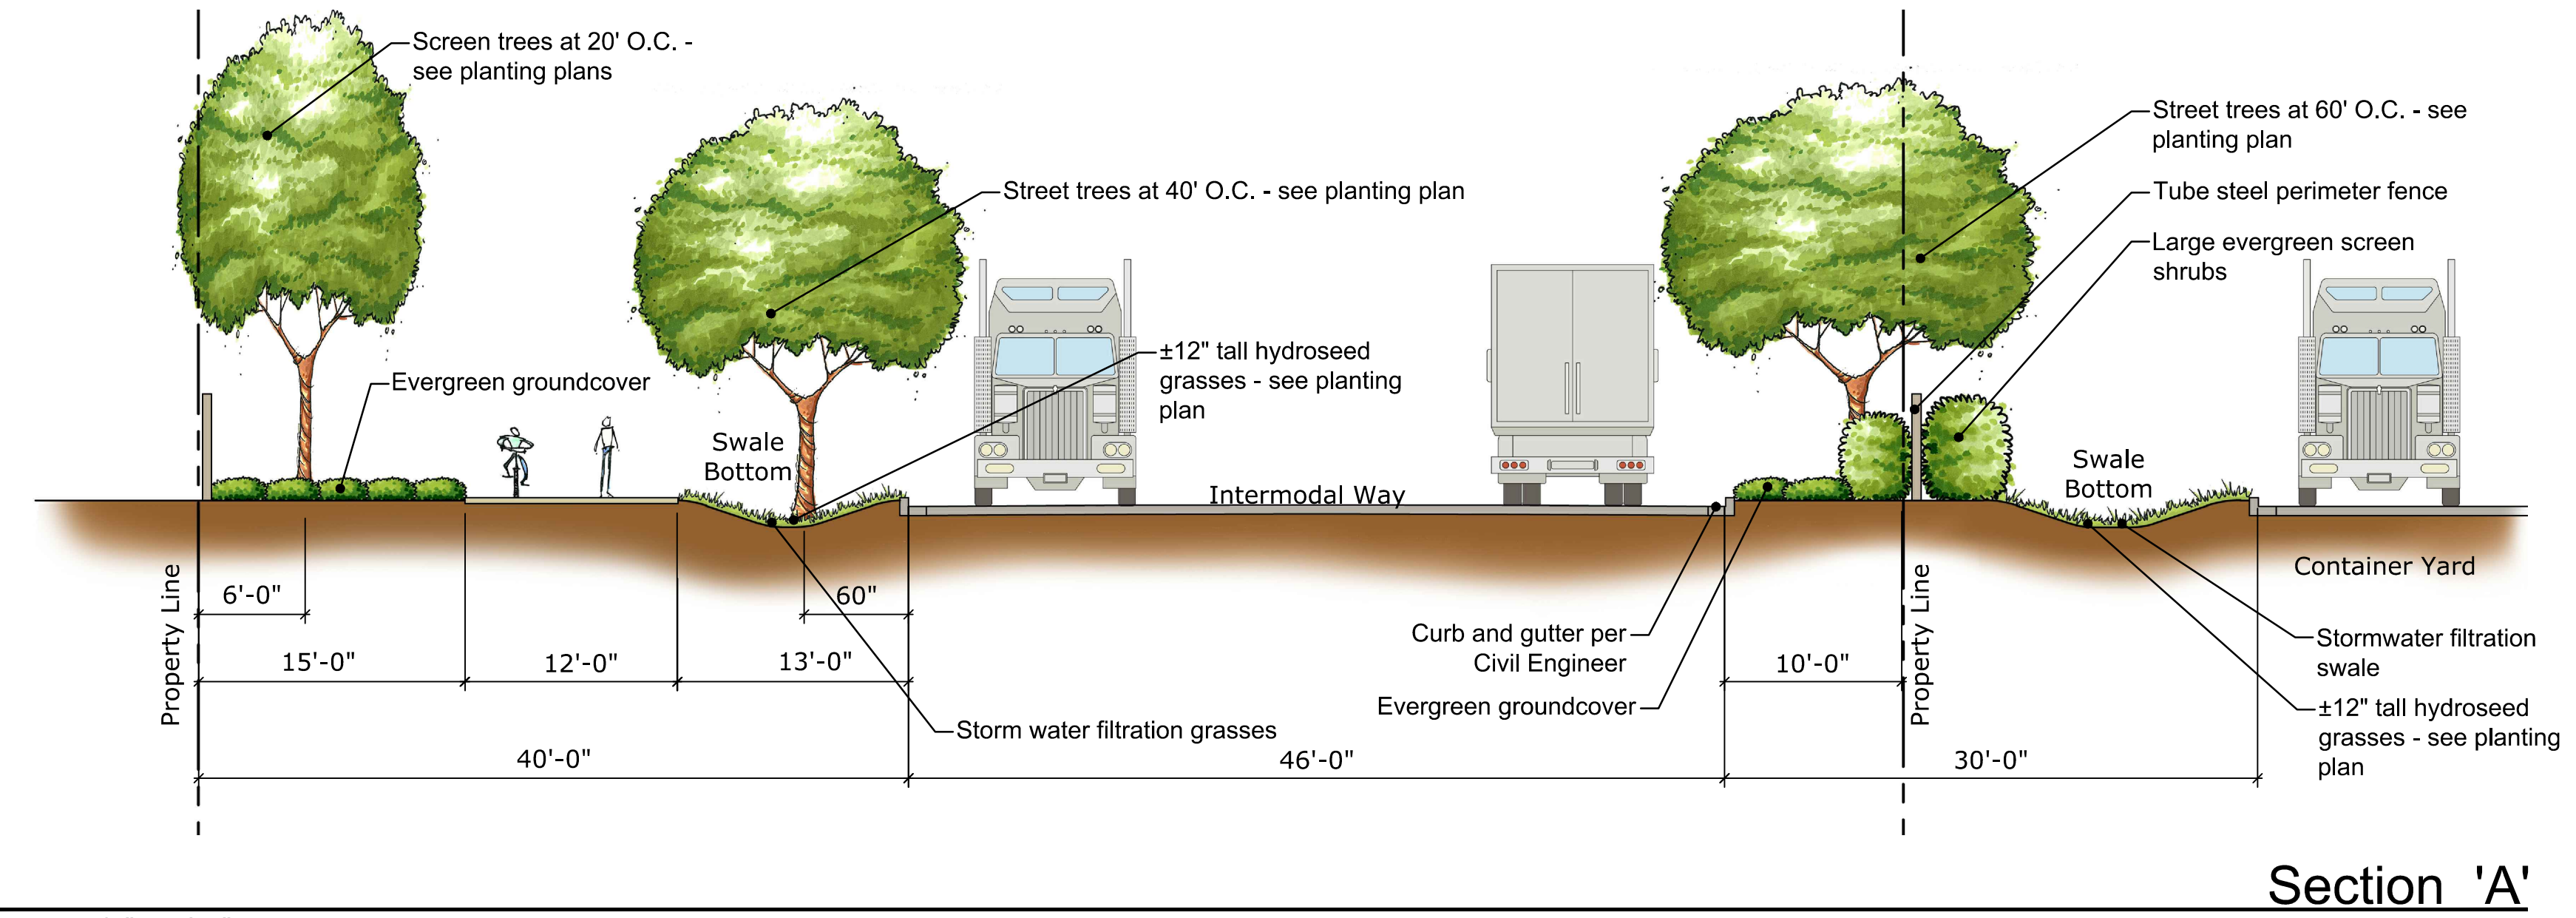 Screen trees at 20' O.C. -
see planting plans
Street trees at 40' O.C. - see planting plan
Street trees at 60' O.C. - see
planting plan
Tube steel perimeter fence
Large evergreen screen
shrubs
±12" tall hydroseed
grasses - see planting
plan
Evergreen groundcover
Swale
Bottom
Swale
Bottom
Intermodal Way
Container Yard
Property Line
6'-0"
60"
15'-0"
12'-0"
13'-0"
Storm water filtration grasses
Curb and gutter per
Civil Engineer
Evergreen groundcover
10'-0"
Property Line
Stormwater filtration
swale
±12" tall hydroseed
grasses - see planting
plan
40'-0"
46'-0"
30'-0"
Section 'A'